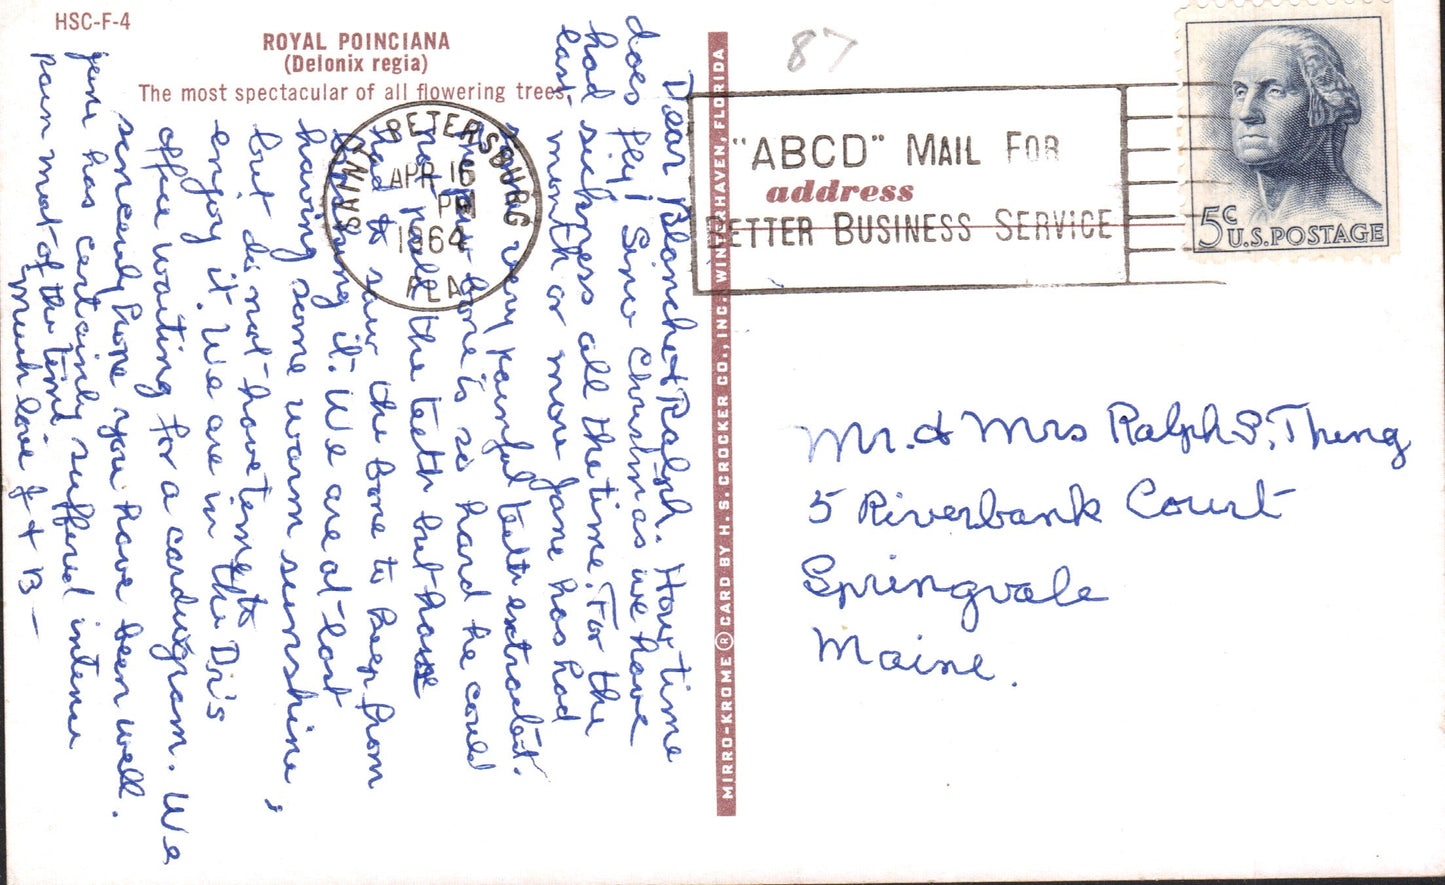 HSC-F-4
ROYAL POINCIANA
(Delonix regia)
The most spectacular of all flowering trees.
87
SAINT PETERSBURG
APR 16
PM
1964
FLA
"ABCD" MAIL FOR
address
BETTER BUSINESS SERVICE
5c
U.S. POSTAGE
MIRRO-KROME ® CARD BY H. S. CROCKER CO., INC. WINTERHAVEN, FLORIDA
Dear Blanche & Ralph. How time
does fly! Since Christmas we have
had sickness all the time. For the
last month or more Jane has had
some very painful teeth extracted.
The jaw bone is so hard he could
not pull the teeth but have
had to saw the bone to keep from
breaking it. We are at last
having some warm sunshine,
but do not have time to
enjoy it. We are in the Dr's
office waiting for a cardiogram. We
sincerely hope you have been well.
Jane has certainly suffered intense
pain most of the time.
Much love J + B –
Mr. & Mrs Ralph S. Thing
5 Riverbank Court
Springvale
Maine.